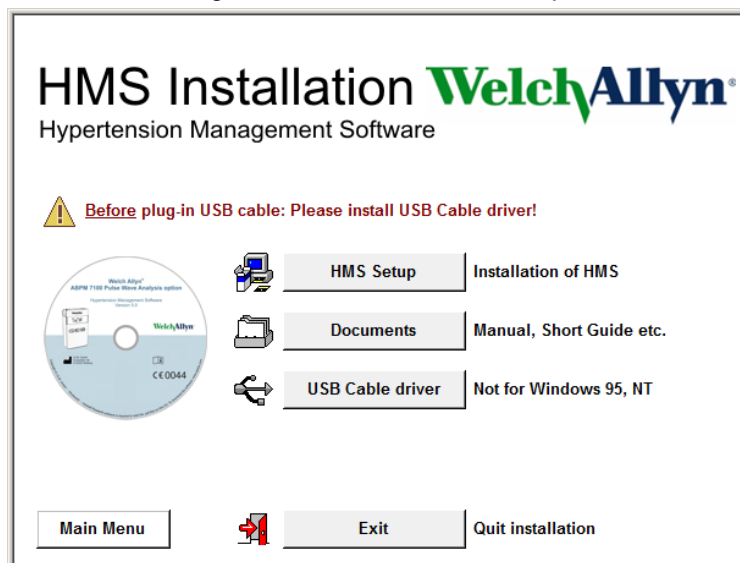 HMS Installation WelchAllyn®
Hypertension Management Software
Before plug-in USB cable: Please install USB Cable driver!
Welch Allyn®
ABPM 7100 Pulse Wave Analysis option
Hypertension Management Software
WelchAllyn
CE0044
HMS Setup Installation of HMS
Documents Manual, Short Guide etc.
USB Cable driver Not for Windows 95, NT
Main Menu Exit Quit installation